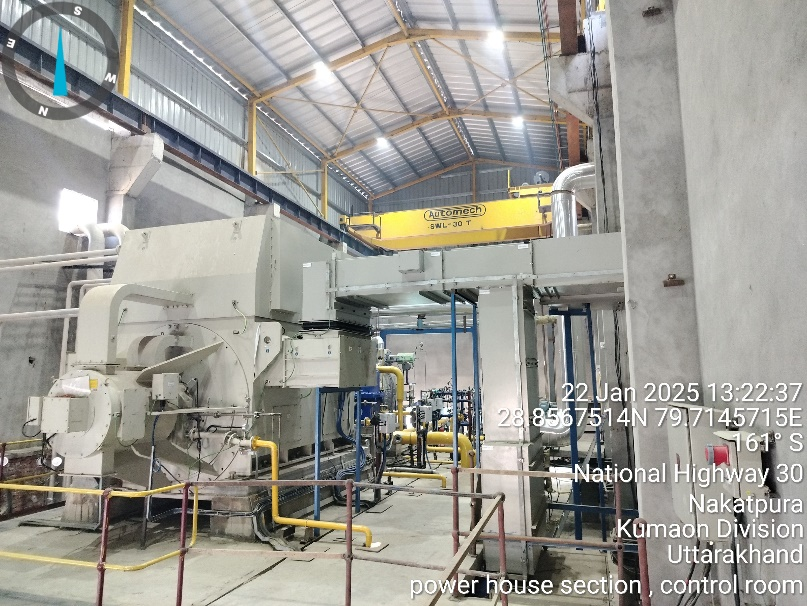 S
E
W
N
Automech
SWL-30 T
22 Jan 2025 13:22:37
28.8567514N 79.7145715E
161° S
National Highway 30
Nakatpura
Kumaon Division
Uttarakhand
power house section , control room